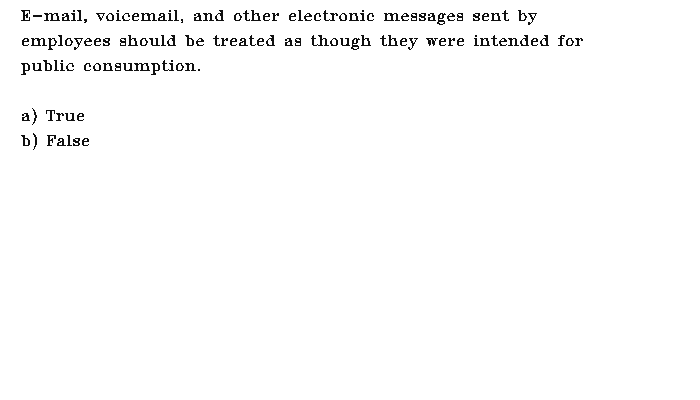 E-mail, voicemail, and other electronic messages sent by
employees should be treated as though they were intended for
public consumption.
a) True
b) False